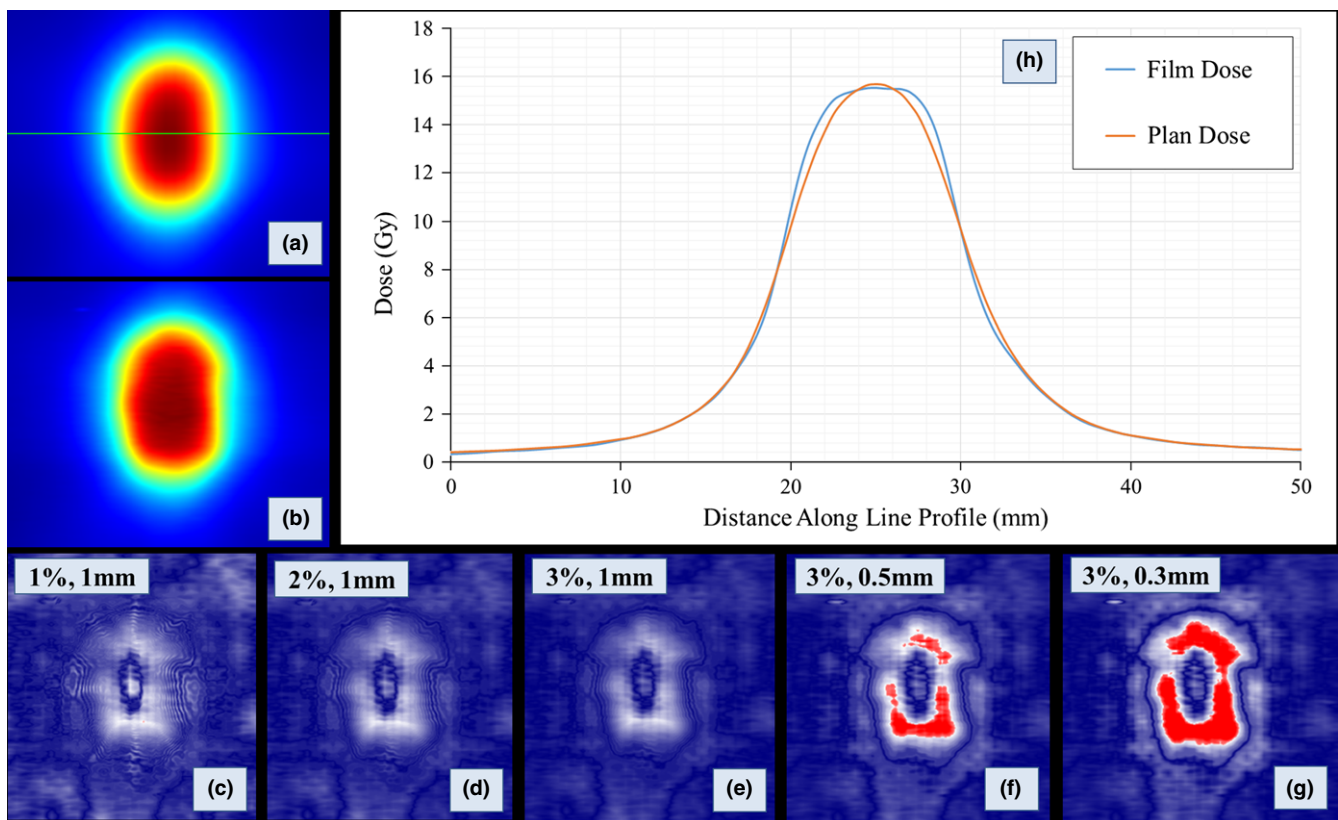 (a)
(b)
(h)
Film Dose
Plan Dose
18
16
14
12
10
8
6
4
2
0
Dose (Gy)
0 10 20 30 40 50
Distance Along Line Profile (mm)
1%, 1mm
(c)
2%, 1mm
(d)
3%, 1mm
(e)
3%, 0.5mm
(f)
3%, 0.3mm
(g)